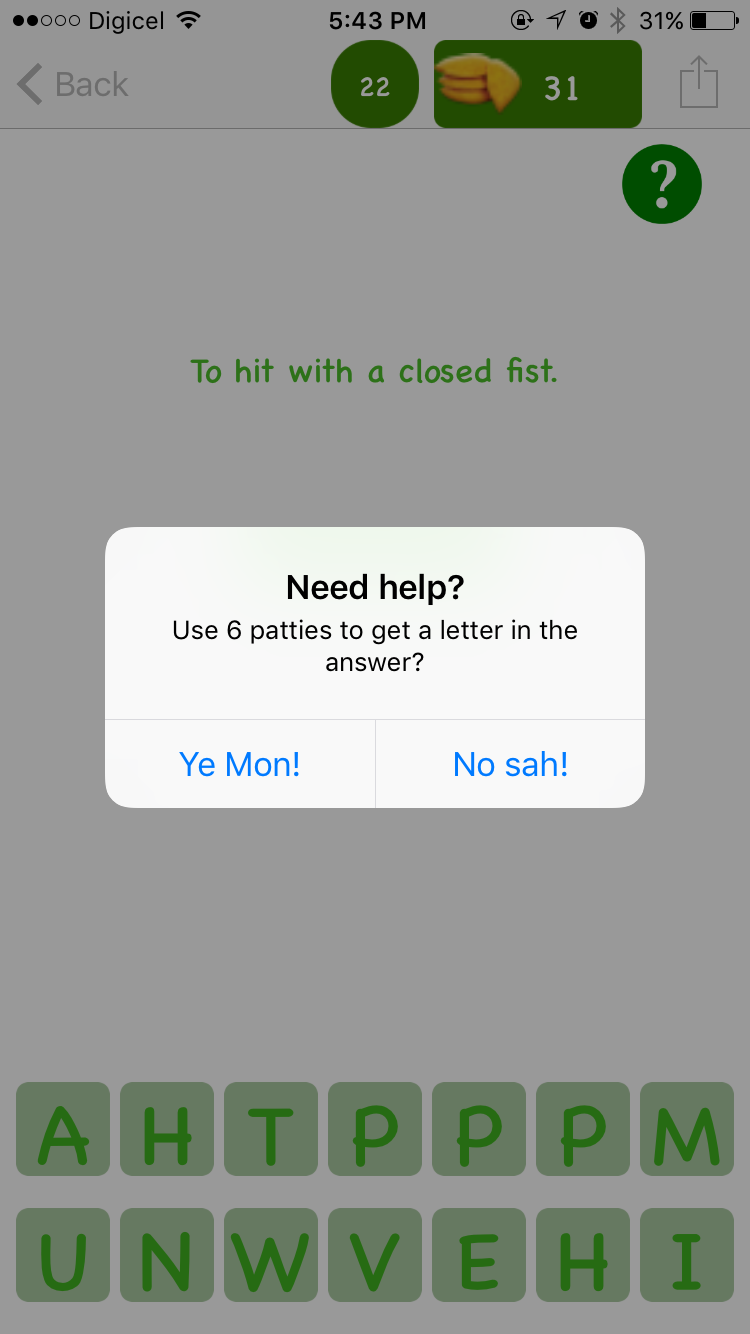 Digicel 5:43 PM 31%
Back 22 31
?
To hit with a closed fist.
Need help?
Use 6 patties to get a letter in the
answer?
Ye Mon! No sah!
A H T P P P M
U N W V E H I